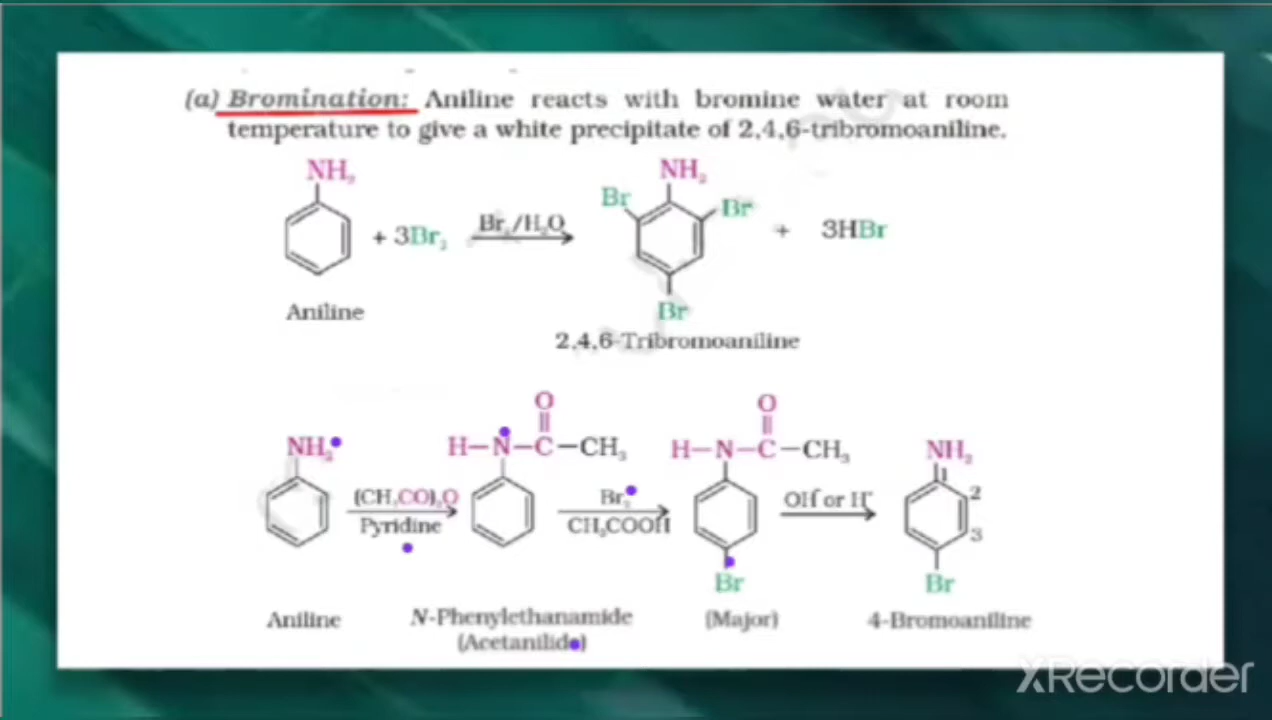 (a) Bromination: Aniline reacts with bromine water at room
temperature to give a white precipitate of 2,4,6-tribromoaniline.
NH₂ NH₂
Br Br
+ 3Br₂ Br₂/H₂O + 3HBr
Aniline Br
2,4,6-Tribromoaniline
O O
NH₂ H–N–C–CH₃ H–N–C–CH₃ NH₂
1
(CH₃CO)₂O Br₂ OH⁻ or H⁺ 2
Pyridine CH₃COOH 3
Br Br
Aniline N-Phenylethanamide (Major) 4-Bromoaniline
(Acetanilide)
XRecorder